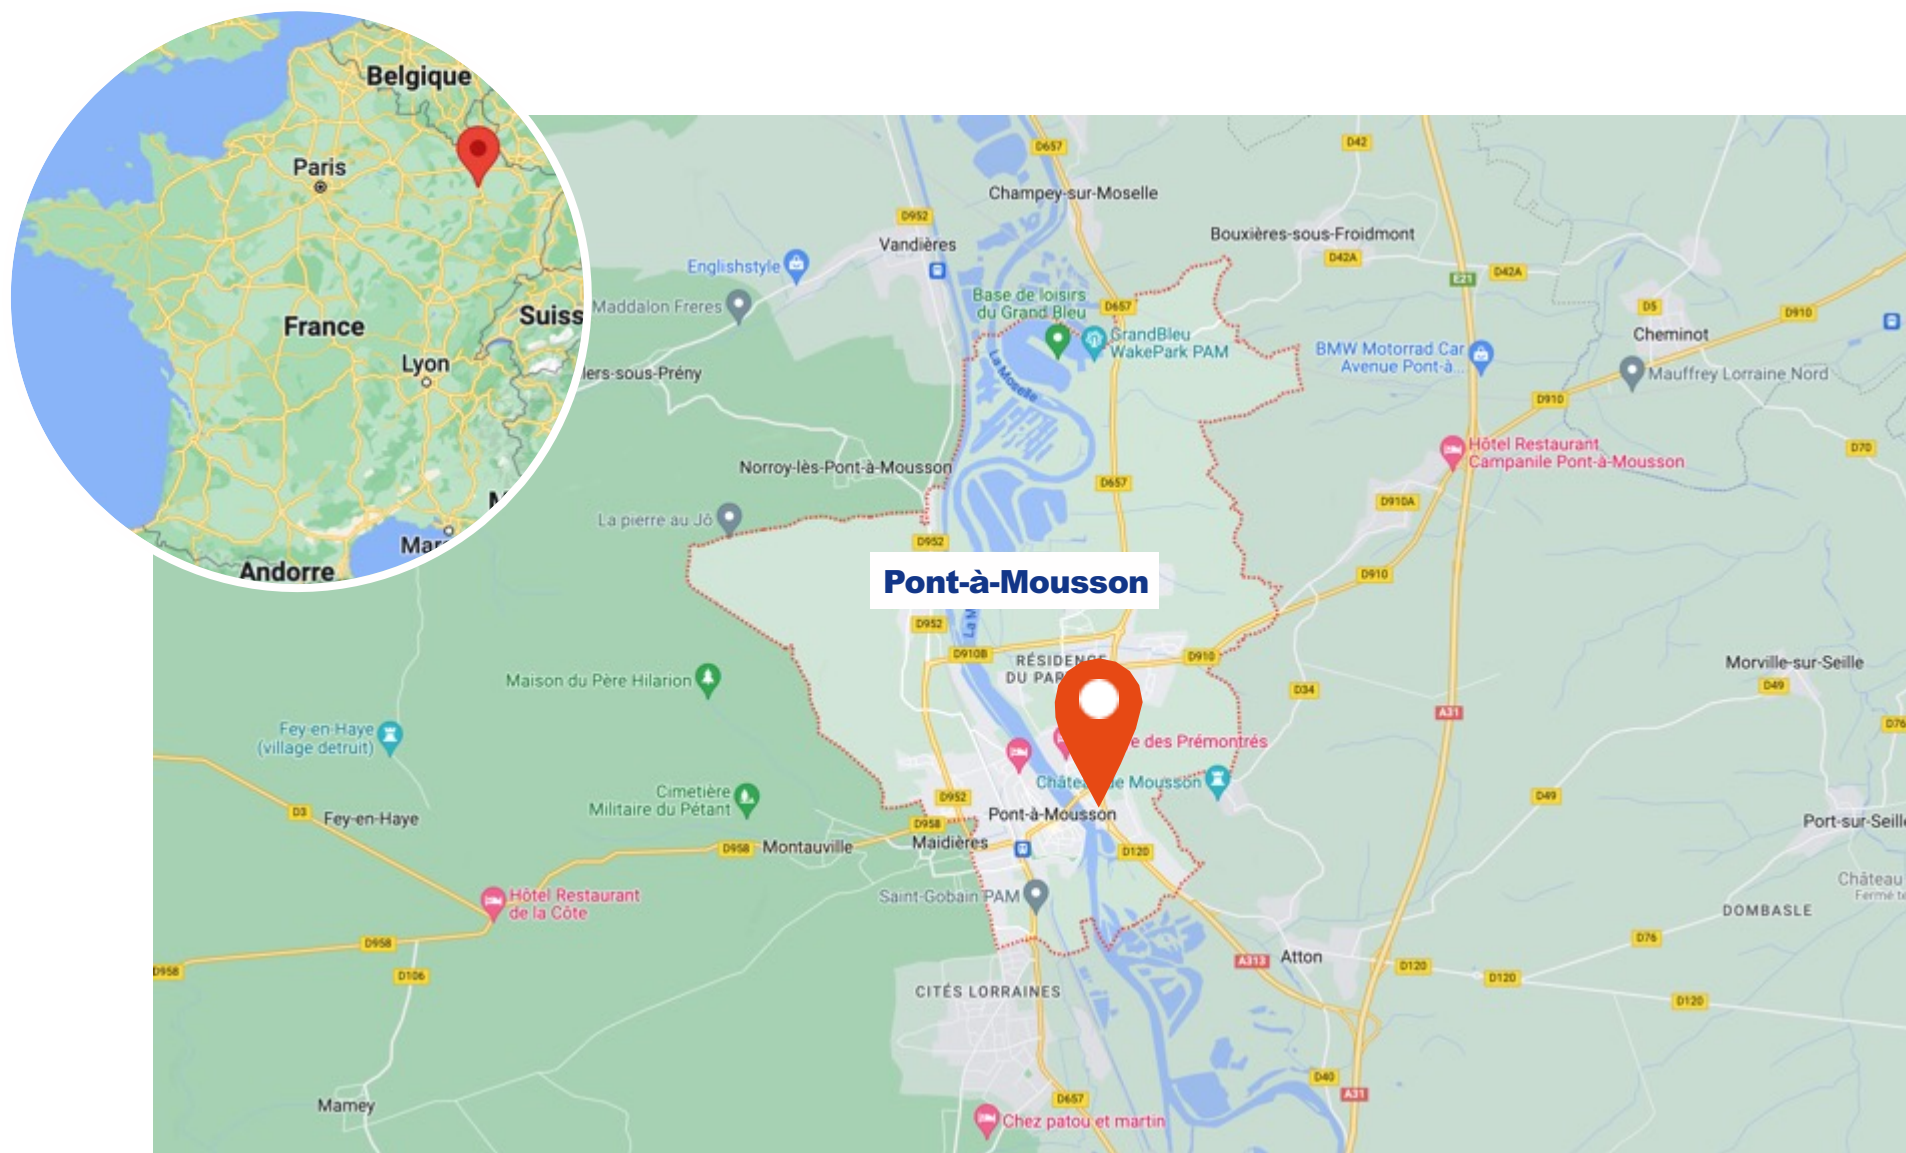 Belgique
Paris
France
Suiss
Lyon
Mar
Andorre
D657
D42
Champey-sur-Moselle
D952
Vandières
Bouxières-sous-Froidmont
D42A
E21
D42A
Englishstyle
Maddalon Freres
Base de loisirs
du Grand Bleu
D657
D5
D910
GrandBleu
WakePark PAM
Cheminot
BMW Motorrad Car
Avenue Pont-à...
La Moselle
lers-sous-Prény
Mauffrey Lorraine Nord
D910
Hôtel Restaurant
Campanile Pont-à-Mousson
D70
Norroy-lès-Pont-à-Mousson
D657
D910A
La pierre au Jô
D952
Pont-à-Mousson
D910
D952
La M
D910B
RÉSIDENCE
DU PAR
D910
Morville-sur-Seille
D49
Maison du Père Hilarion
D34
A31
D76
Fey-en-Haye
(village detruit)
e des Prémontrés
Château de Mousson
Cimetière
Militaire du Pétant
D952
D49
D3
Fey-en-Haye
Pont-à-Mousson
D958
Port-sur-Seille
Maidières
D958
Montauville
D120
Château
Fermé te
Saint-Gobain PAM
Hôtel Restaurant
de la Côte
DOMBASLE
D958
D76
A313
Atton
D120
D958
D106
D120
CITÉS LORRAINES
D120
D40
A31
Mamey
D657
Chez patou et martin